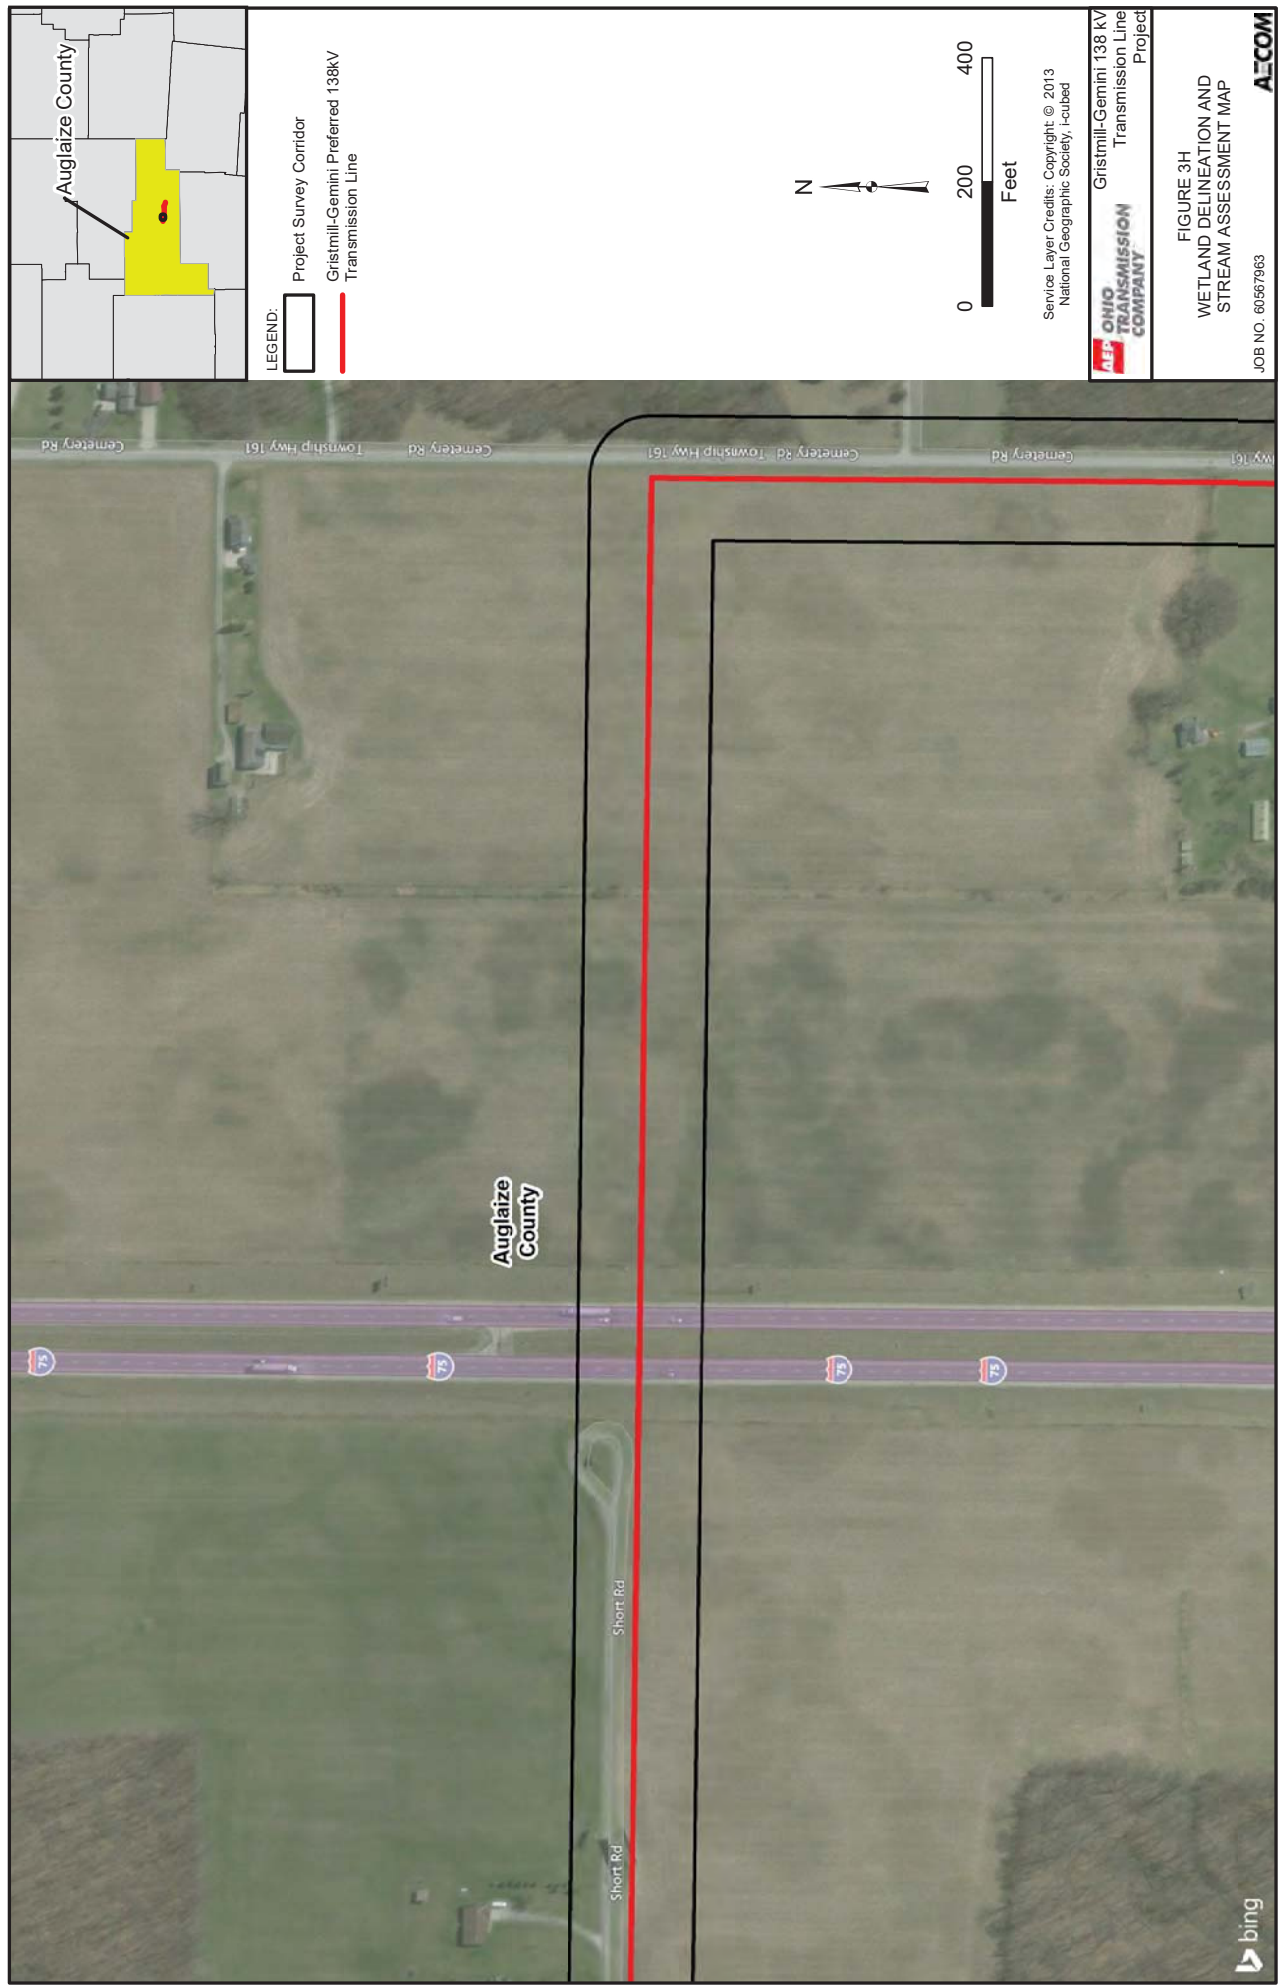 Auglaize County
LEGEND:
Project Survey Corridor
Gristmill-Gemini Preferred 138kV
Transmission Line
N
0 200 400
Feet
Service Layer Credits: Copyright: © 2013
National Geographic Society, i-cubed
AEP OHIO
TRANSMISSION
COMPANY
Gristmill-Gemini 138 kV
Transmission Line
Project
FIGURE 3H
WETLAND DELINEATION AND
STREAM ASSESSMENT MAP
JOB NO. 60567963
AECOM
Cemetery Rd
Township Hwy 161
Cemetery Rd
Township Hwy 161
Cemetery Rd
Cemetery Rd
Hwy 161
Auglaize
County
75
75
75
75
Short Rd
Short Rd
bing